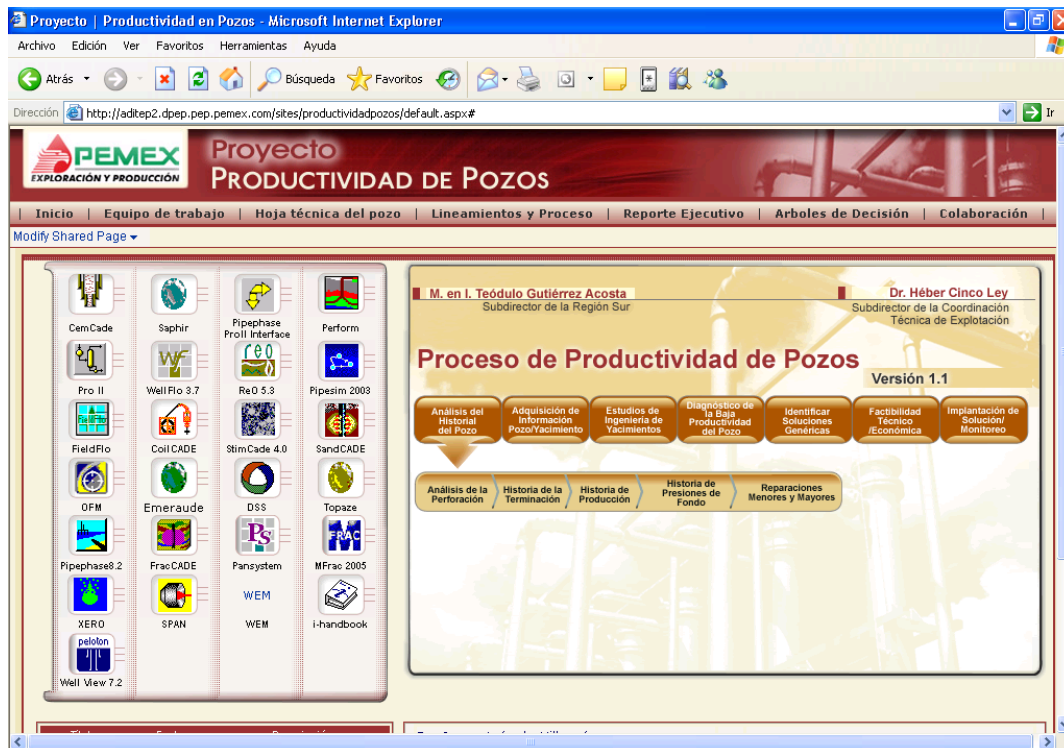 Proyecto | Productividad en Pozos - Microsoft Internet Explorer
Archivo Edición Ver Favoritos Herramientas Ayuda
Atrás Búsqueda Favoritos
Dirección http://aditep2.dpep.pep.pemex.com/sites/productividadpozos/default.aspx# Ir
PEMEX
EXPLORACIÓN Y PRODUCCIÓN
Proyecto
PRODUCTIVIDAD DE POZOS
| Inicio | Equipo de trabajo | Hoja técnica del pozo | Lineamientos y Proceso | Reporte Ejecutivo | Arboles de Decisión | Colaboración |
Modify Shared Page
CemCade
Saphir
Pipephase
ProII Interface
Perform
Pro II
wf
WellFlo 3.7
reo
ReO 5.3
Pipesim 2003
FieldFlo
FieldFlo
CoilCADE
StimCade 4.0
SandCADE
OFM
Emeraude
DSS
Topaze
Pipephase8.2
FracCADE
Ps
Pansystem
FRAC
MFrac 2005
XERO
SPAN
WEM
WEM
i-handbook
peloton
Well View 7.2
M. en I. Teódulo Gutiérrez Acosta
Subdirector de la Región Sur
Dr. Héber Cinco Ley
Subdirector de la Coordinación
Técnica de Explotación
Proceso de Productividad de Pozos
Versión 1.1
Análisis del
Historial
del Pozo
Adquisición de
Información
Pozo/Yacimiento
Estudios de
Ingeniería de
Yacimientos
Diagnóstico de
la Baja
Productividad
del Pozo
Identificar
Soluciones
Genéricas
Factibilidad
Técnico
/Económica
Implantación de
Solución/
Monitoreo
Análisis de la
Perforación
Historia de la
Terminación
Historia de
Producción
Historia de
Presiones de
Fondo
Reparaciones
Menores y Mayores